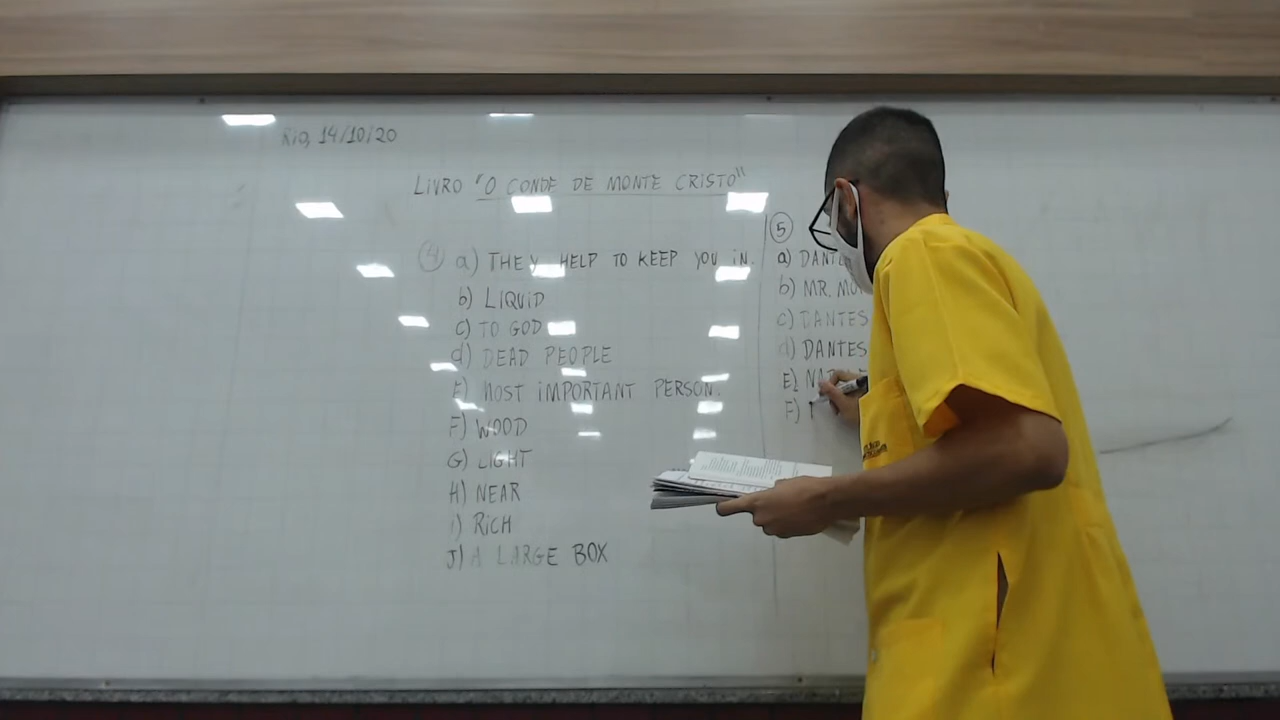 Rio, 14/10/20
LIVRO "O CONDE DE MONTE CRISTO"
4 a) THEY HELP TO KEEP YOU IN.
b) LIQUID
c) TO GOD
d) DEAD PEOPLE
E) MOST IMPORTANT PERSON.
F) WOOD
G) LIGHT
H) NEAR
i) RICH
J) A LARGE BOX
5
a)
b) MR.
c) DANTES
d) DANTES
E)
F)